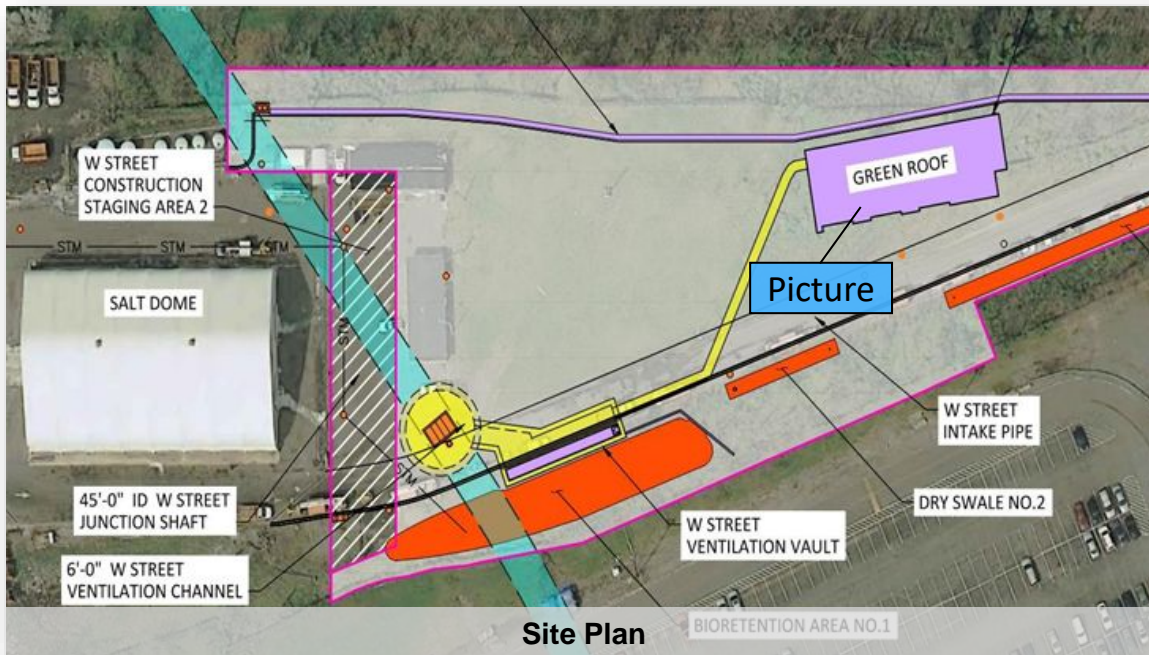 W STREET
CONSTRUCTION
STAGING AREA 2
GREEN ROOF
Picture
STM
STM
STM
SALT DOME
STM
STM
W STREET
INTAKE PIPE
45'-0" ID W STREET
JUNCTION SHAFT
DRY SWALE NO.2
W STREET
VENTILATION VAULT
6'-0" W STREET
VENTILATION CHANNEL
BIORETENTION AREA NO.1
Site Plan